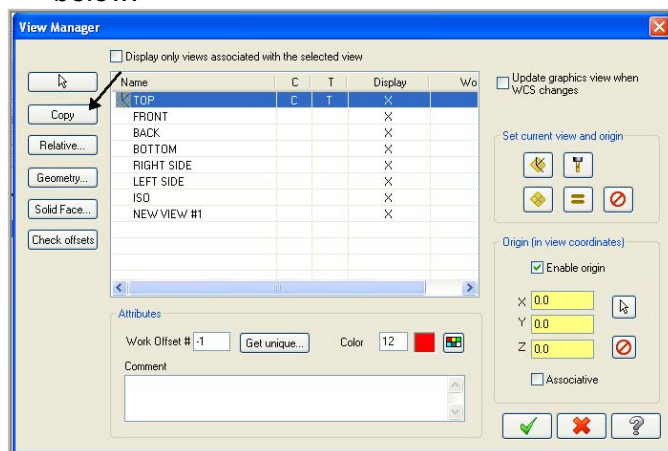 below.
View Manager
Display only views associated with the selected view
Name C T Display Wo
TOP C T X
FRONT X
BACK X
BOTTOM X
RIGHT SIDE X
LEFT SIDE X
ISO X
NEW VIEW #1 X
Copy
Relative...
Geometry...
Solid Face...
Check offsets
Attributes
Work Offset # -1 Get unique... Color 12
Comment
Update graphics view when
WCS changes
Set current view and origin
Origin (in view coordinates)
Enable origin
X 0.0
Y 0.0
Z 0.0
Associative